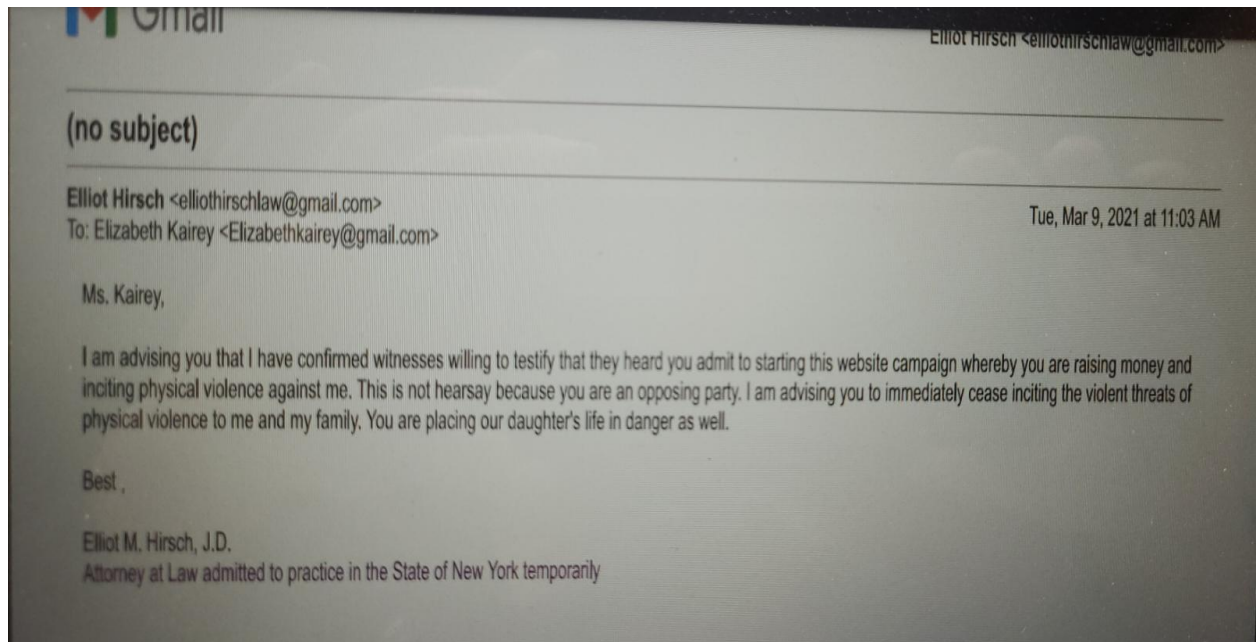 Gmail
Elliot Hirsch <elliothirschlaw@gmail.com>
(no subject)
Elliot Hirsch <elliothirschlaw@gmail.com>
Tue, Mar 9, 2021 at 11:03 AM
To: Elizabeth Kairey <Elizabethkairey@gmail.com>
Ms. Kairey,
I am advising you that I have confirmed witnesses willing to testify that they heard you admit to starting this website campaign whereby you are raising money and
inciting physical violence against me. This is not hearsay because you are an opposing party. I am advising you to immediately cease inciting the violent threats of
physical violence to me and my family. You are placing our daughter's life in danger as well.
Best ,
Elliot M. Hirsch, J.D.
Attorney at Law admitted to practice in the State of New York temporarily